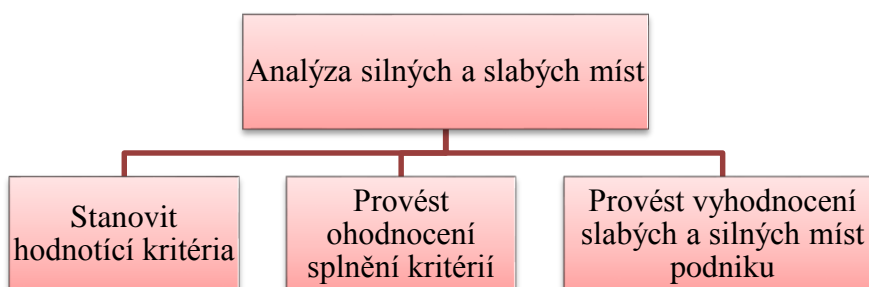 Analýza silných a slabých míst
Stanovit
hodnotící kritéria
Provést
ohodnocení
splnění kritérií
Provést vyhodnocení
slabých a silných míst
podniku